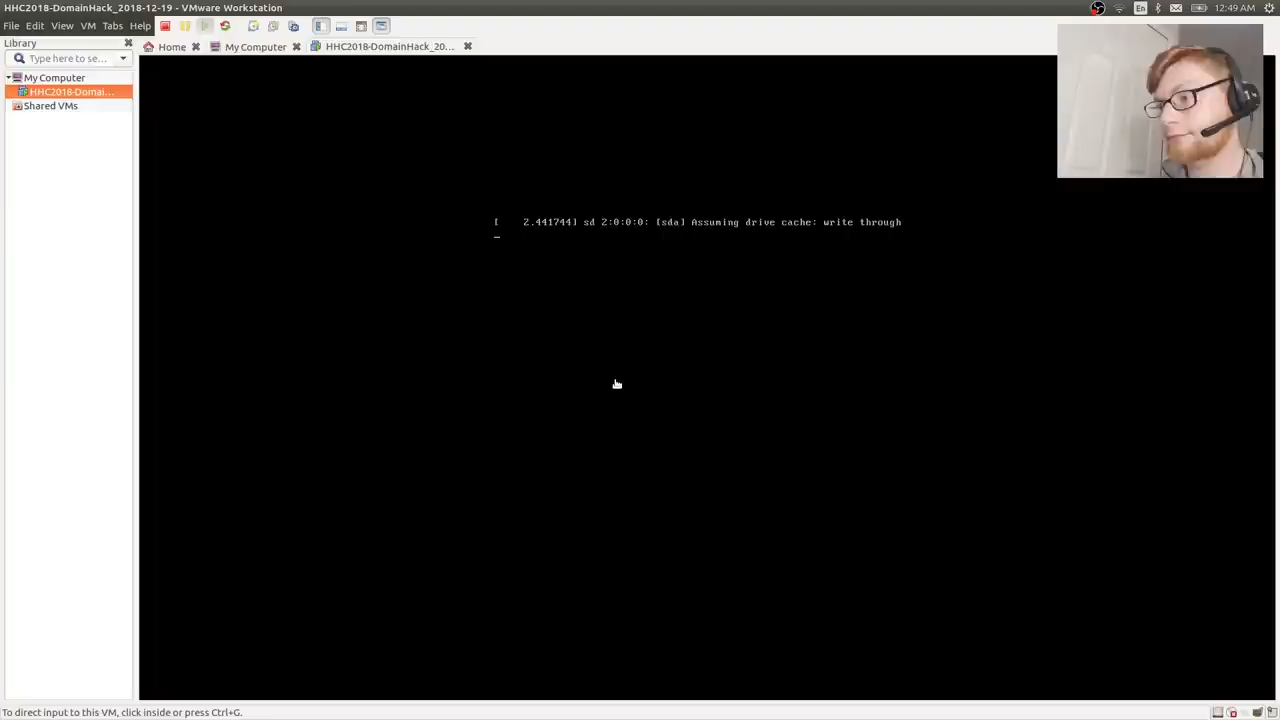 HHC2018-DomainHack_2018-12-19 - VMware Workstation
En
12:49 AM
File Edit View VM Tabs Help
Library
Home
My Computer
HHC2018-DomainHack_20...
Type here to se...
My Computer
HHC2018-Domai...
Shared VMs
[    2.441744] sd 2:0:0:0: [sda] Assuming drive cache: write through
_
To direct input to this VM, click inside or press Ctrl+G.